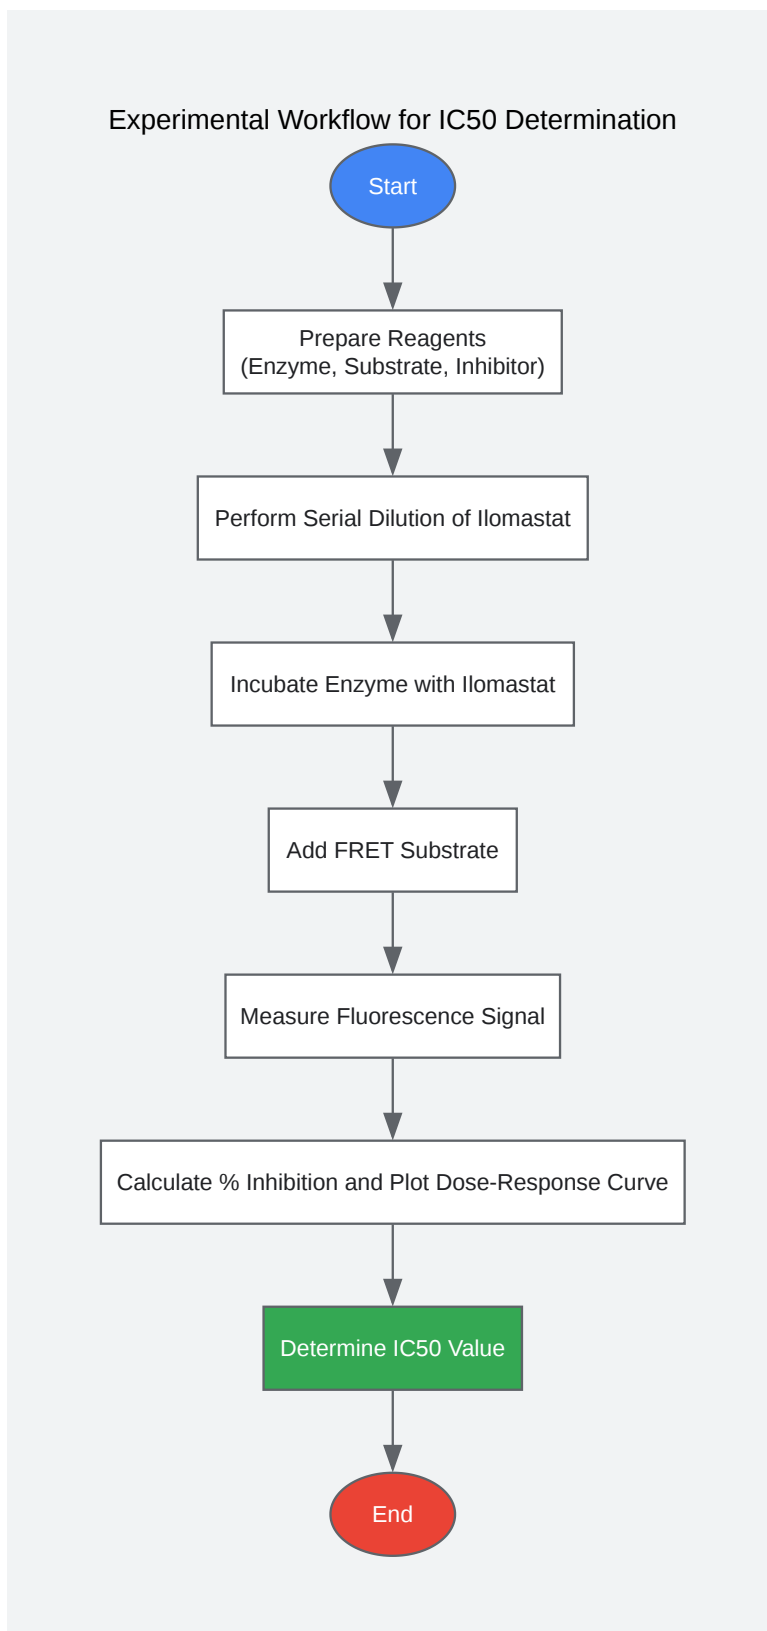 Experimental Workflow for IC50 Determination
Start
Prepare Reagents
(Enzyme, Substrate, Inhibitor)
Perform Serial Dilution of Ilomastat
Incubate Enzyme with Ilomastat
Add FRET Substrate
Measure Fluorescence Signal
Calculate % Inhibition and Plot Dose-Response Curve
Determine IC50 Value
End